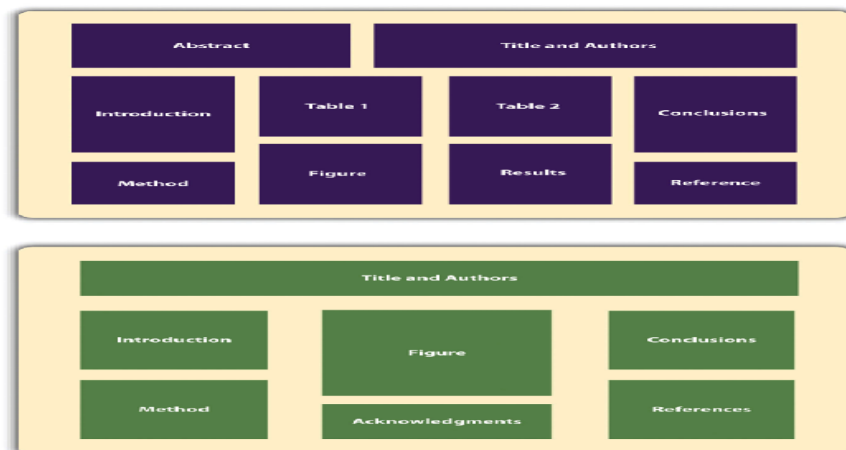 Abstract
Title and Authors
Introduction
Table 1
Table 2
Conclusions
Method
Figure
Results
Reference
Title and Authors
Introduction
Figure
Conclusions
Method
Acknowledgments
References